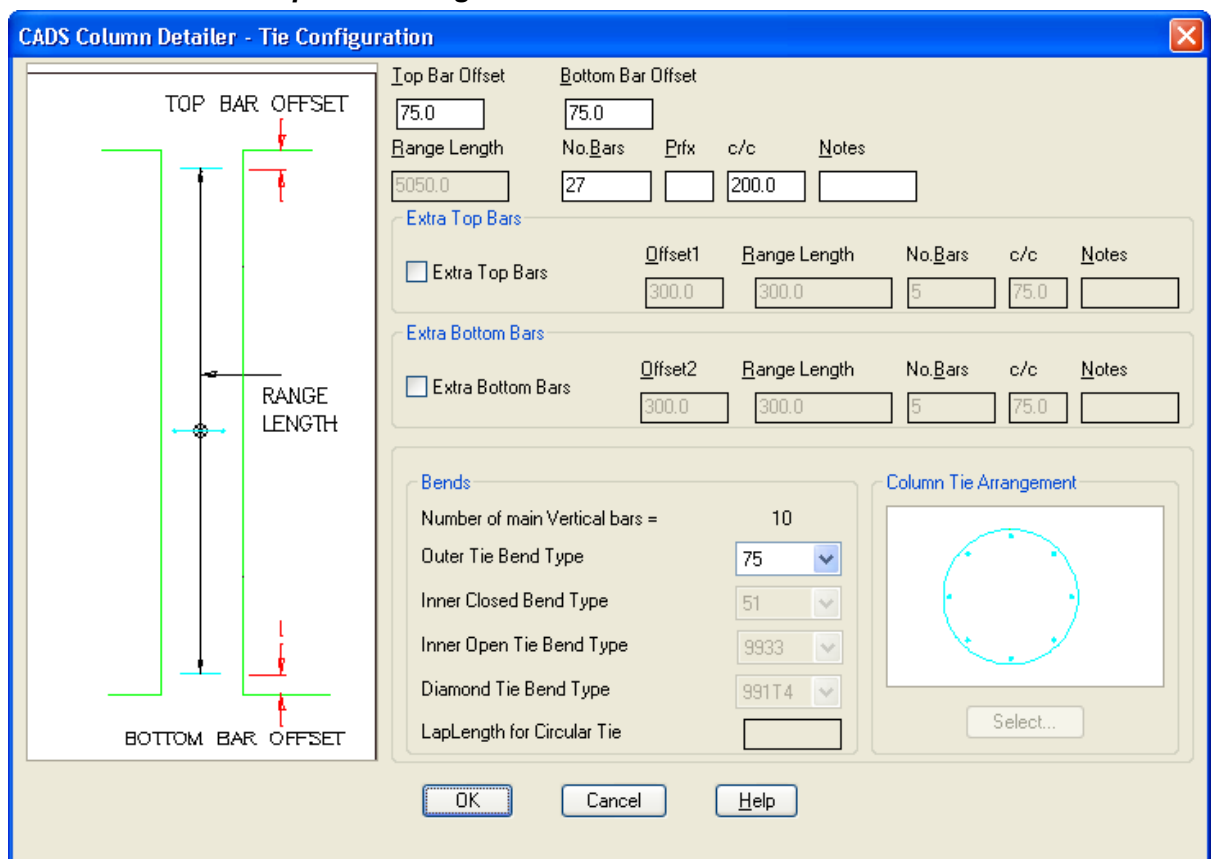 CADS Column Detailer - Tie Configuration
TOP BAR OFFSET
RANGE
LENGTH
BOTTOM BAR OFFSET
Top Bar Offset Bottom Bar Offset
75.0 75.0
Range Length No.Bars Prfx c/c Notes
5050.0 27 200.0
Extra Top Bars
Offset1 Range Length No.Bars c/c Notes
Extra Top Bars
300.0 300.0 5 75.0
Extra Bottom Bars
Offset2 Range Length No.Bars c/c Notes
Extra Bottom Bars
300.0 300.0 5 75.0
Bends
Number of main Vertical bars = 10
Outer Tie Bend Type 75
Inner Closed Bend Type 51
Inner Open Tie Bend Type 9933
Diamond Tie Bend Type 991T4
LapLength for Circular Tie
Column Tie Arrangement
Select...
OK Cancel Help